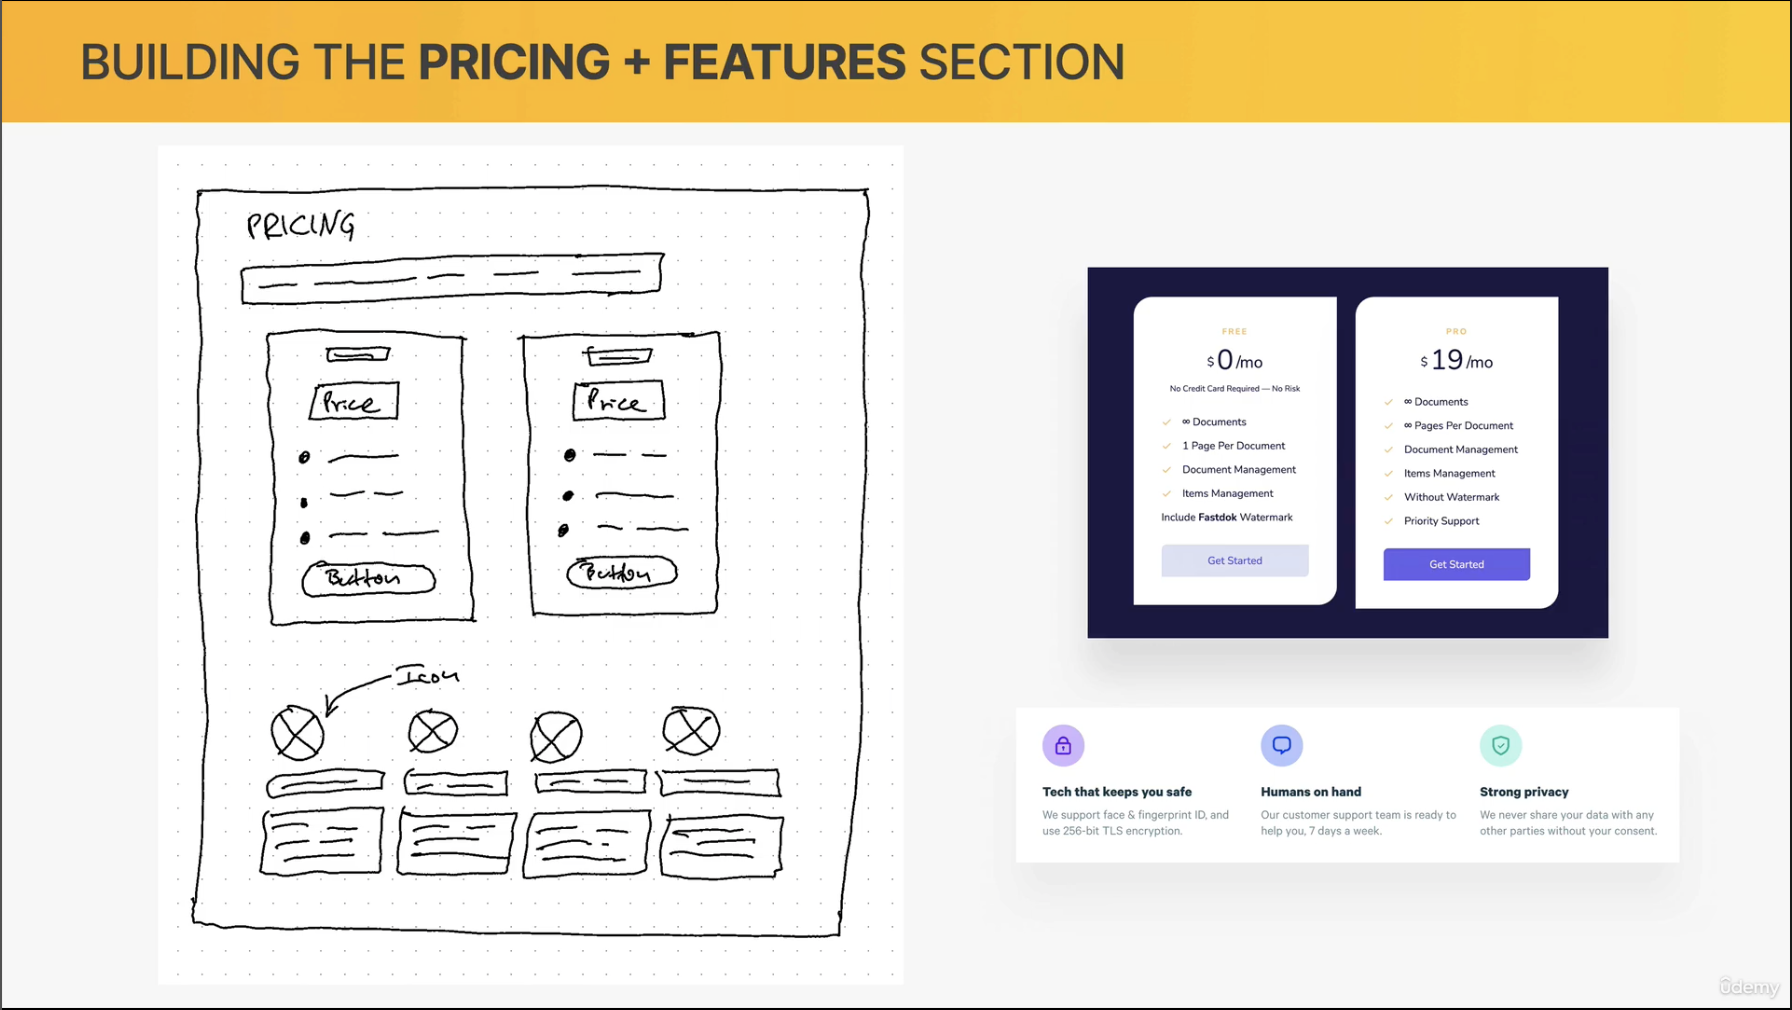 BUILDING THE PRICING + FEATURES SECTION
PRICING
Price
Price
Button
Button
Icon
FREE
$0/mo
No Credit Card Required — No Risk
∞ Documents
1 Page Per Document
Document Management
Items Management
Include Fastdok Watermark
Get Started
PRO
$19/mo
∞ Documents
∞ Pages Per Document
Document Management
Items Management
Without Watermark
Priority Support
Get Started
Tech that keeps you safe
We support face & fingerprint ID, and
use 256-bit TLS encryption.
Humans on hand
Our customer support team is ready to
help you, 7 days a week.
Strong privacy
We never share your data with any
other parties without your consent.
ûdemy